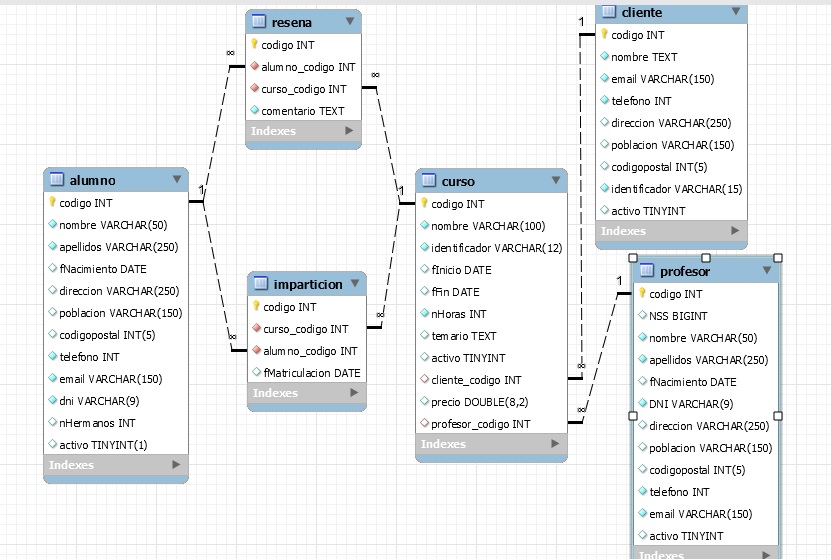 resena
codigo INT
alumno_codigo INT
curso_codigo INT
comentario TEXT
Indexes
cliente
codigo INT
nombre TEXT
email VARCHAR(150)
telefono INT
direccion VARCHAR(250)
poblacion VARCHAR(150)
codigopostal INT(5)
identificador VARCHAR(15)
activo TINYINT
Indexes
alumno
codigo INT
nombre VARCHAR(50)
apellidos VARCHAR(250)
fNacimiento DATE
direccion VARCHAR(250)
poblacion VARCHAR(150)
codigopostal INT(5)
telefono INT
email VARCHAR(150)
dni VARCHAR(9)
nHermanos INT
activo TINYINT(1)
Indexes
imparticion
codigo INT
curso_codigo INT
alumno_codigo INT
fMatriculacion DATE
Indexes
curso
codigo INT
nombre VARCHAR(100)
identificador VARCHAR(12)
fInicio DATE
fFin DATE
nHoras INT
temario TEXT
activo TINYINT
cliente_codigo INT
precio DOUBLE(8,2)
profesor_codigo INT
Indexes
profesor
codigo INT
NSS BIGINT
nombre VARCHAR(50)
apellidos VARCHAR(250)
fNacimiento DATE
DNI VARCHAR(9)
direccion VARCHAR(250)
poblacion VARCHAR(150)
codigopostal INT(5)
telefono INT
email VARCHAR(150)
activo TINYINT
Indexes
∞
∞
1
1
∞
∞
1
∞
1
∞